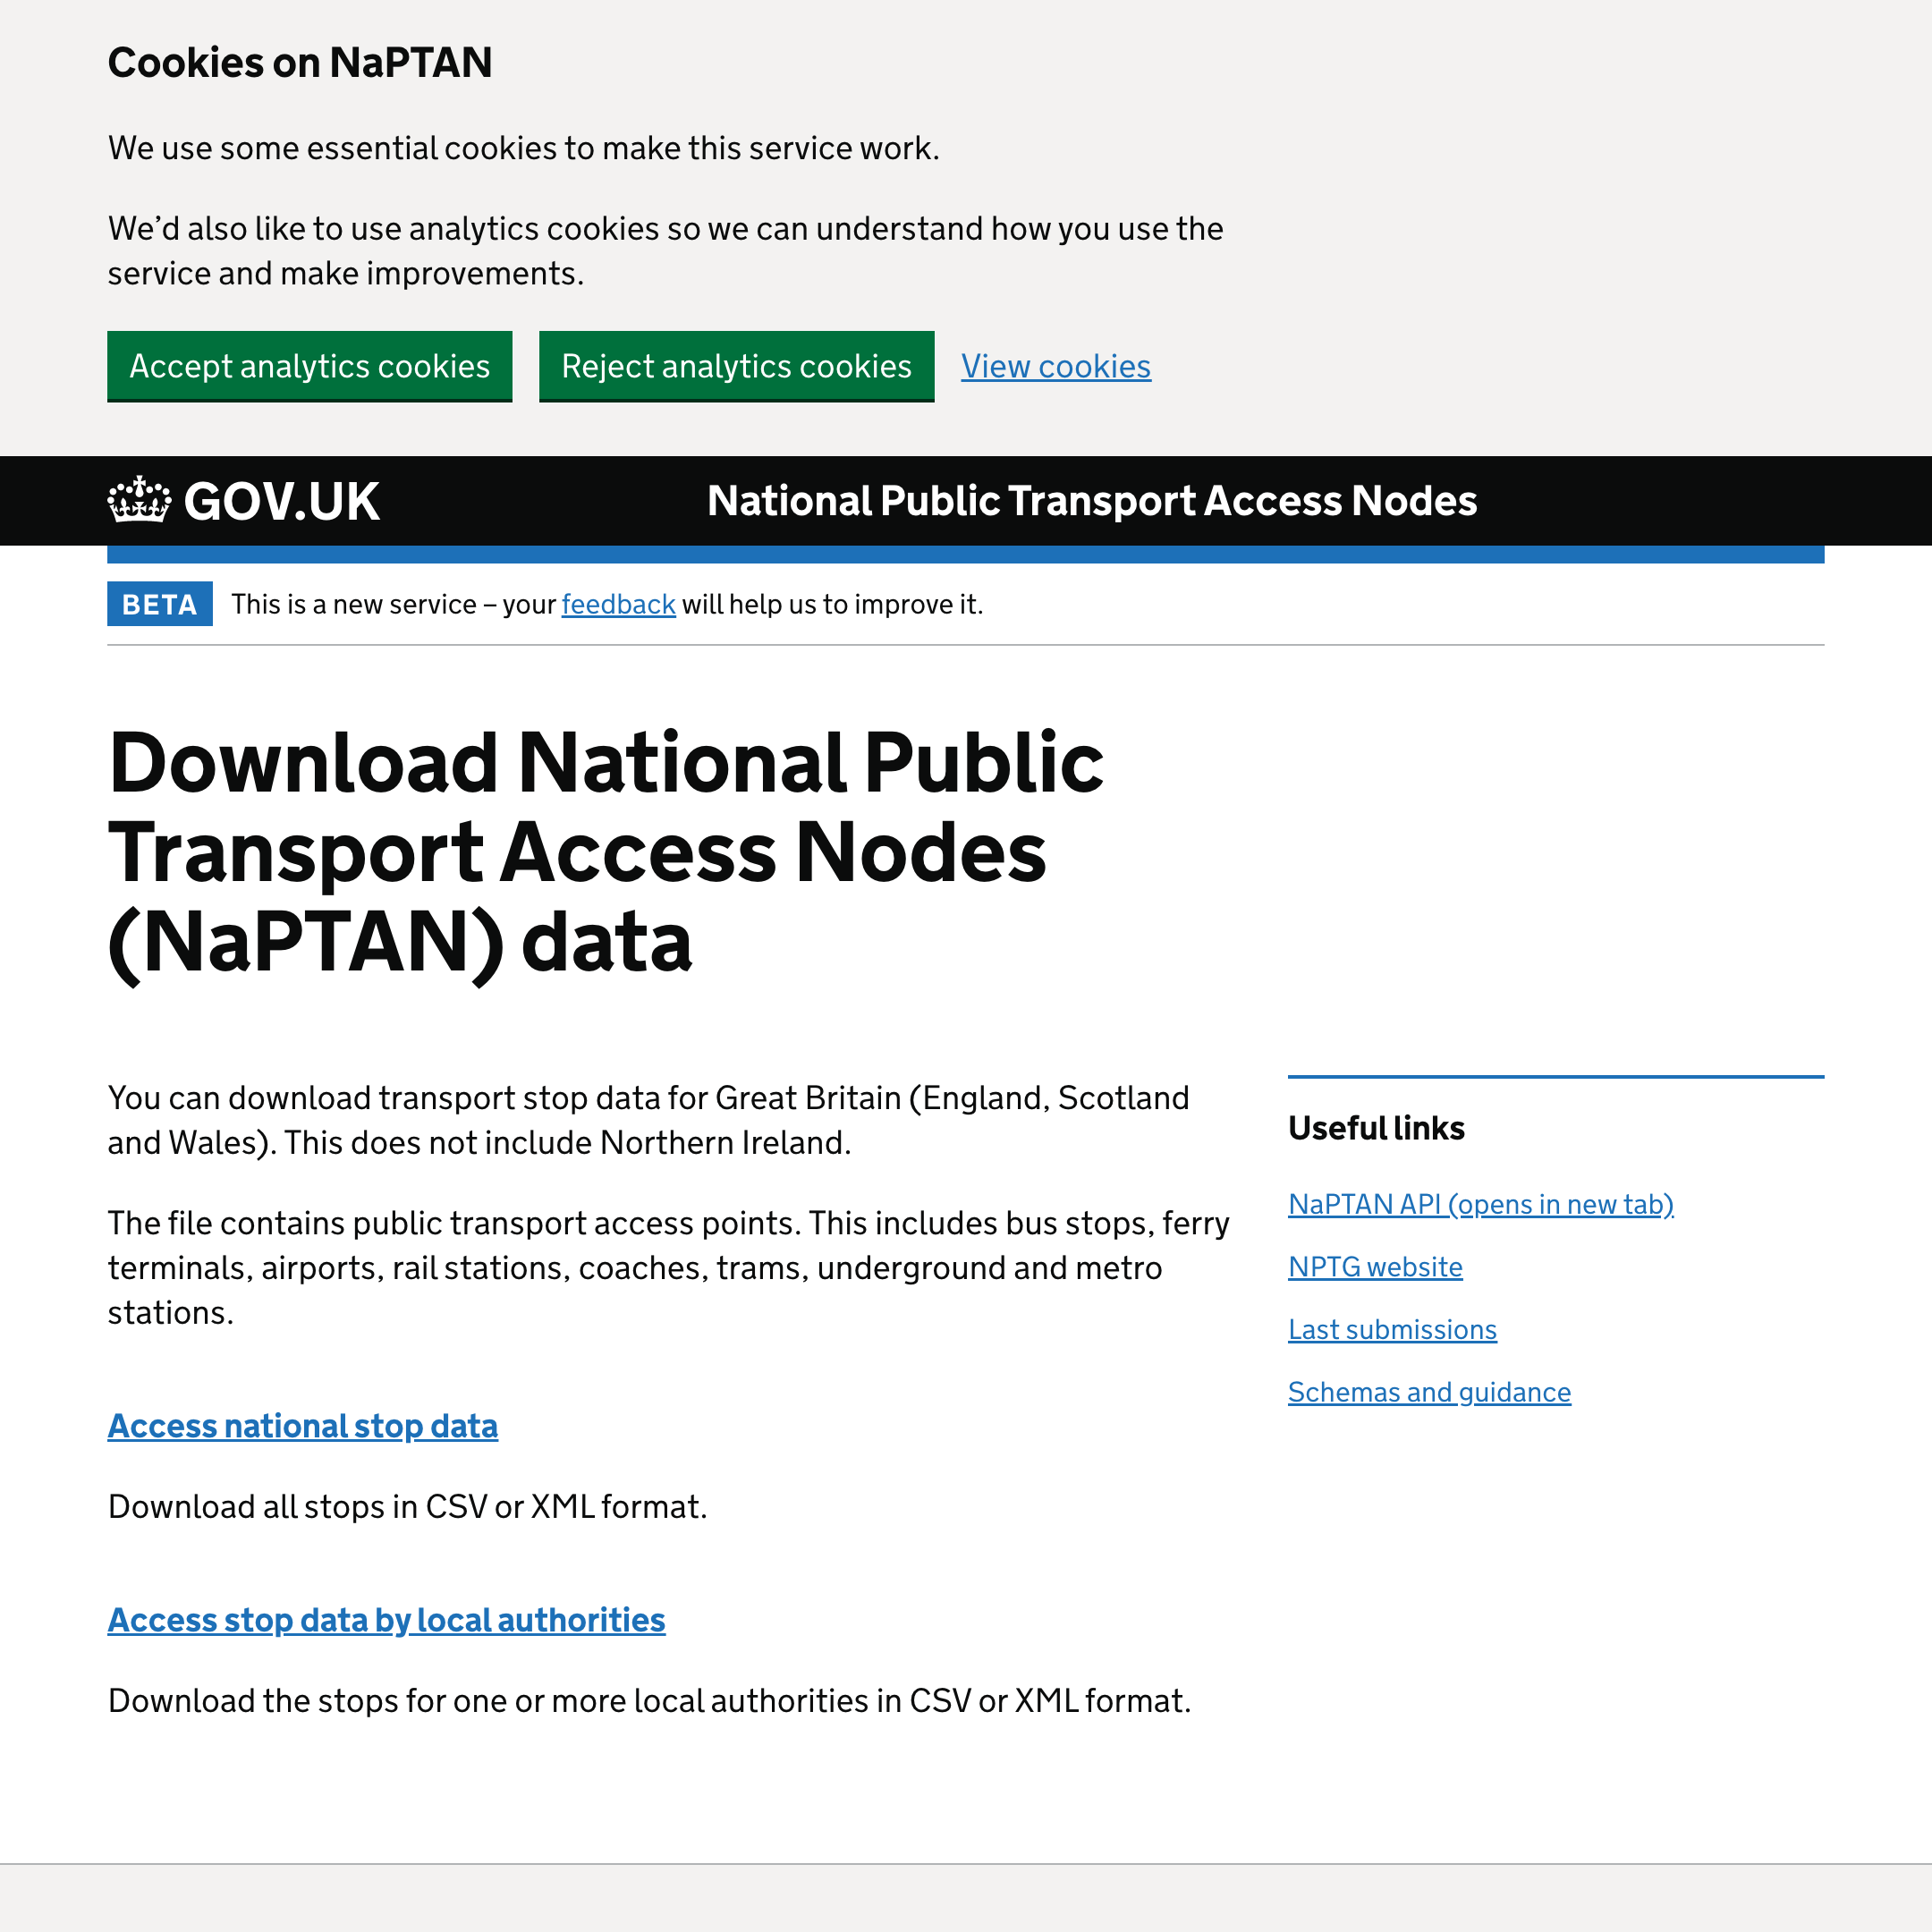 Cookies on NaPTAN
We use some essential cookies to make this service work.
We’d also like to use analytics cookies so we can understand how you use the
service and make improvements.
Accept analytics cookies
Reject analytics cookies
View cookies
GOV.UK
National Public Transport Access Nodes
BETA
This is a new service – your feedback will help us to improve it.
Download National Public
Transport Access Nodes
(NaPTAN) data
You can download transport stop data for Great Britain (England, Scotland
and Wales). This does not include Northern Ireland.
The file contains public transport access points. This includes bus stops, ferry
terminals, airports, rail stations, coaches, trams, underground and metro
stations.
Access national stop data
Download all stops in CSV or XML format.
Access stop data by local authorities
Download the stops for one or more local authorities in CSV or XML format.
Useful links
NaPTAN API (opens in new tab)
NPTG website
Last submissions
Schemas and guidance